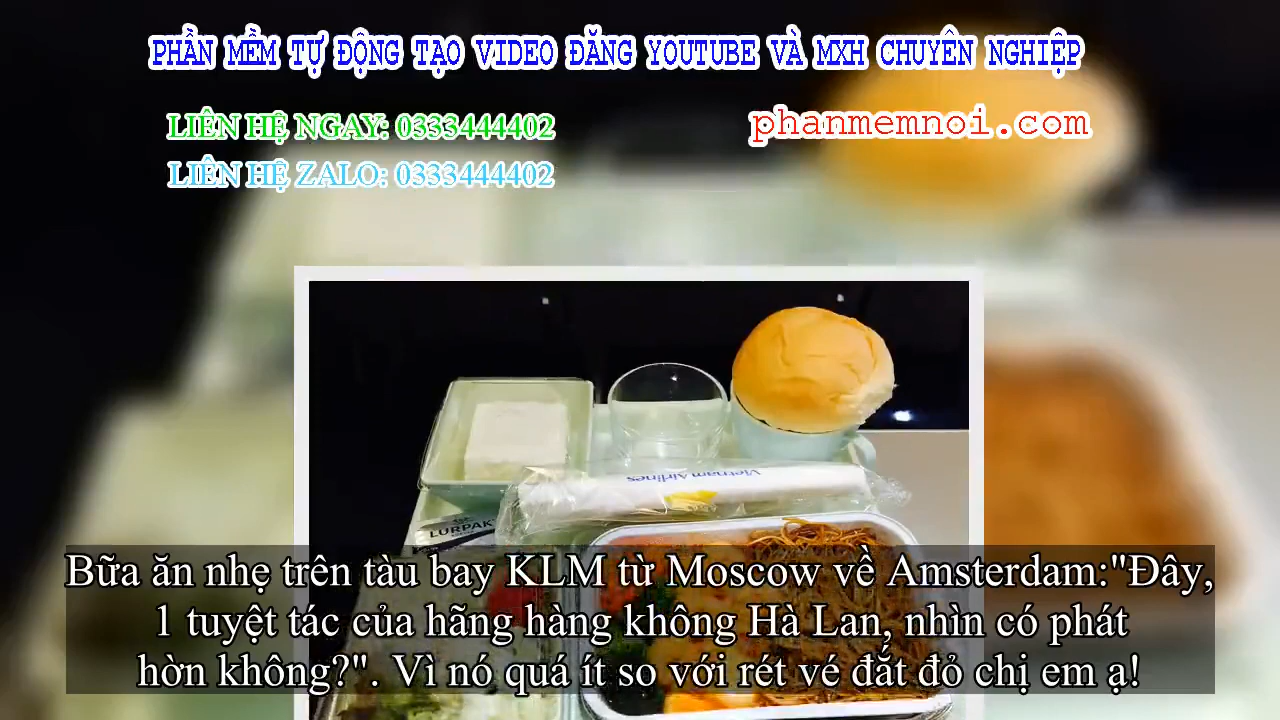 PHẦN MỀM TỰ ĐỘNG TẠO VIDEO ĐĂNG YOUTUBE VÀ MXH CHUYÊN NGHIỆP
LIÊN HỆ NGAY: 0333444402
phanmemnoi.com
LIÊN HỆ ZALO: 0333444402
Vietnam Airlines
LURPAK
Bữa ăn nhẹ trên tàu bay KLM từ Moscow về Amsterdam:"Đây,
1 tuyệt tác của hãng hàng không Hà Lan, nhìn có phát
hờn không?". Vì nó quá ít so với rét vé đắt đỏ chị em ạ!